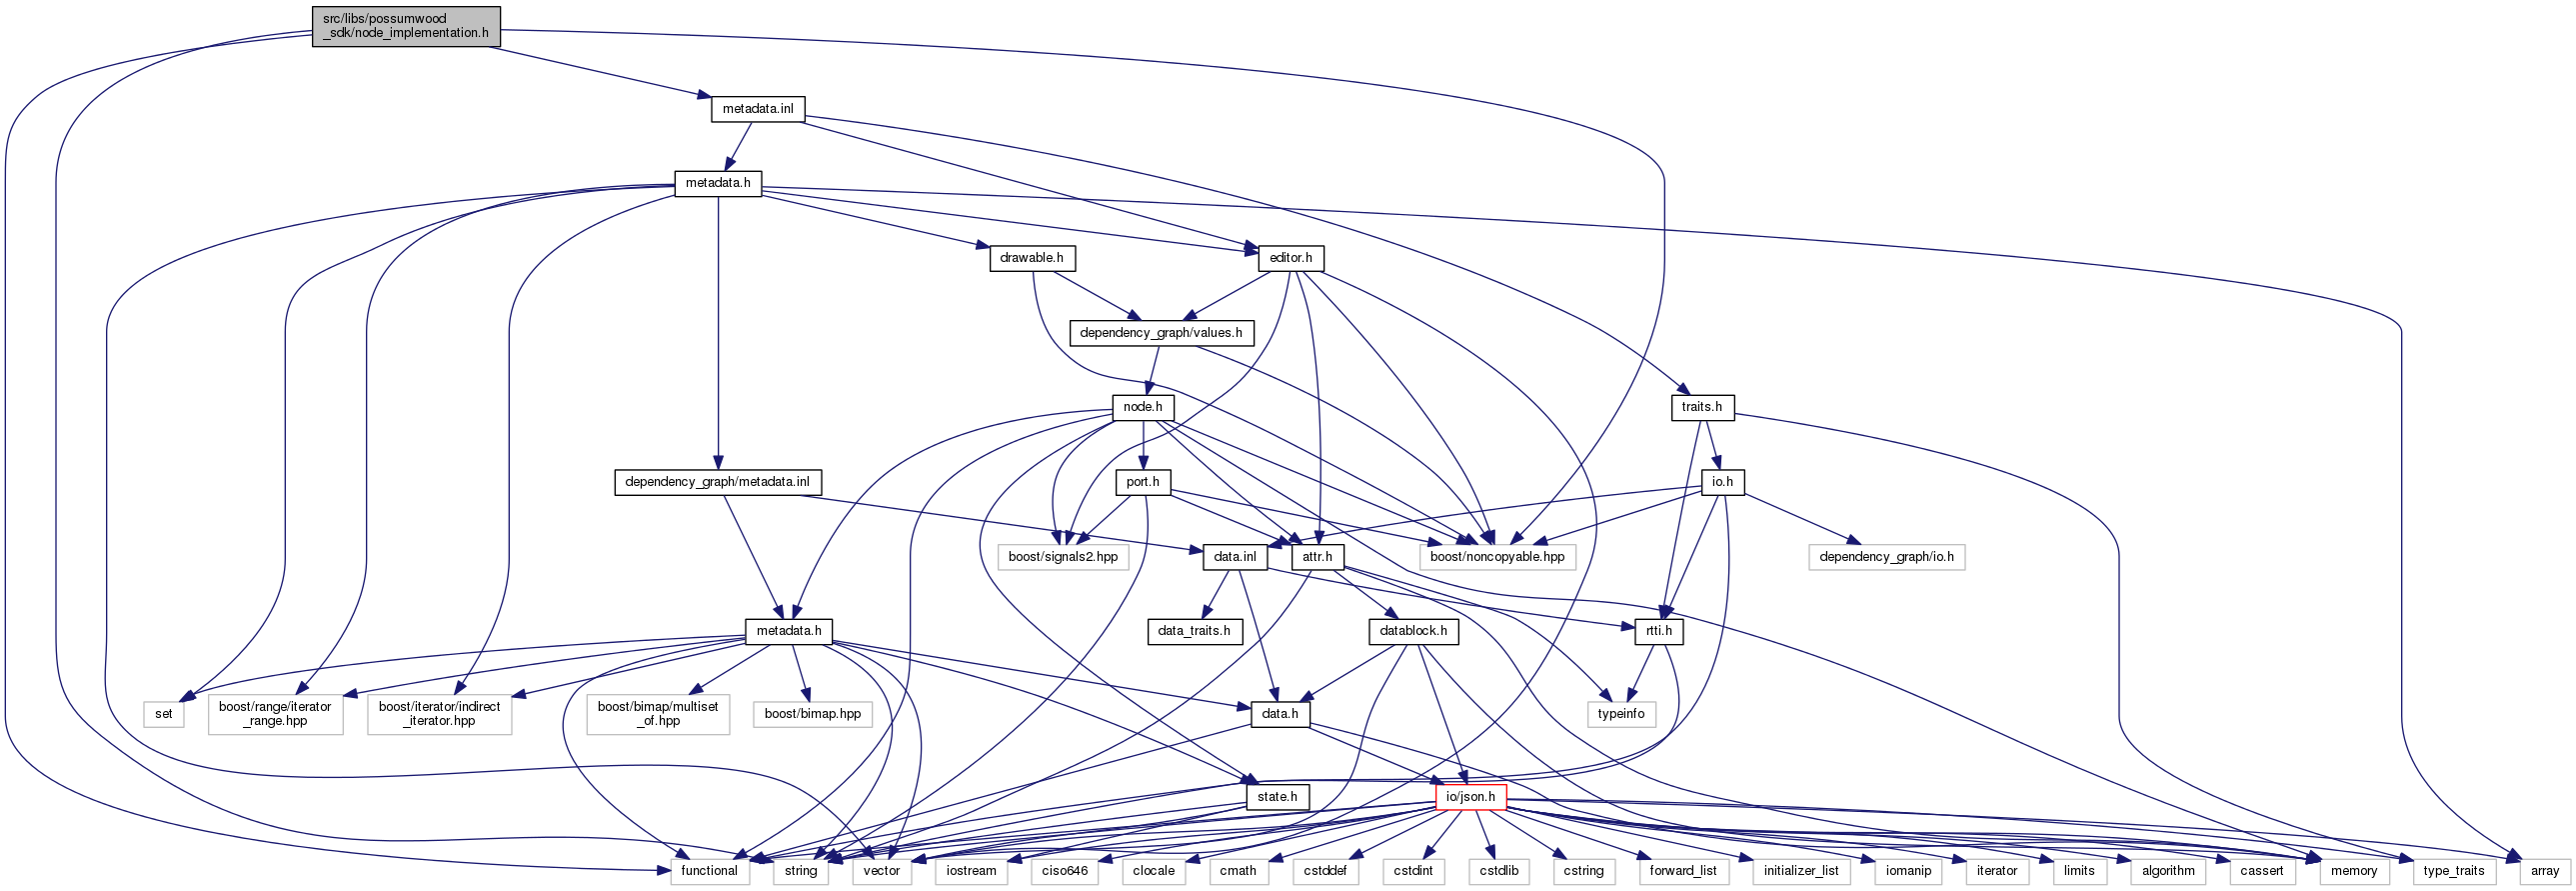 src/libs/possumwood
_sdk/node_implementation.h
metadata.inl
metadata.h
drawable.h
editor.h
dependency_graph/values.h
node.h
traits.h
dependency_graph/metadata.inl
port.h
io.h
boost/signals2.hpp
data.inl
attr.h
boost/noncopyable.hpp
dependency_graph/io.h
metadata.h
data_traits.h
datablock.h
rtti.h
set
boost/range/iterator
_range.hpp
boost/iterator/indirect
_iterator.hpp
boost/bimap/multiset
_of.hpp
boost/bimap.hpp
data.h
typeinfo
state.h
io/json.h
functional
string
vector
iostream
ciso646
clocale
cmath
cstddef
cstdint
cstdlib
cstring
forward_list
initializer_list
iomanip
iterator
limits
algorithm
cassert
memory
type_traits
array